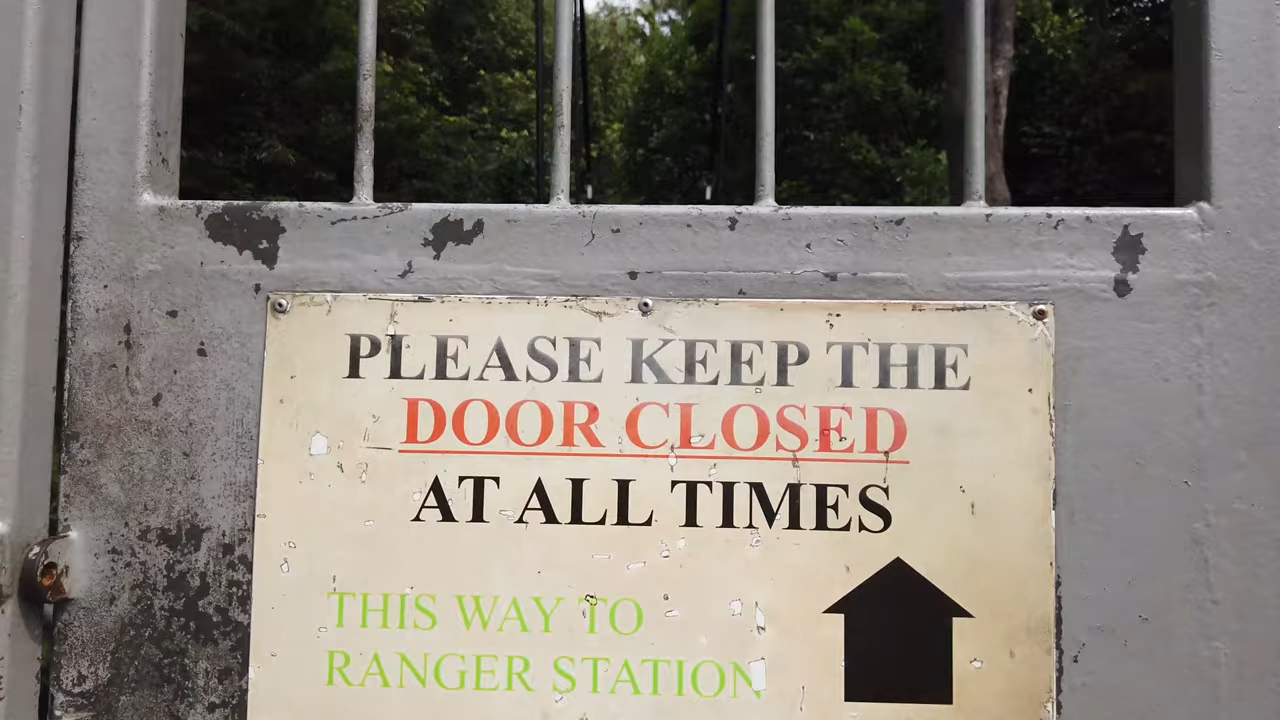 PLEASE KEEP THE
DOOR CLOSED
AT ALL TIMES
THIS WAY TO
RANGER STATION